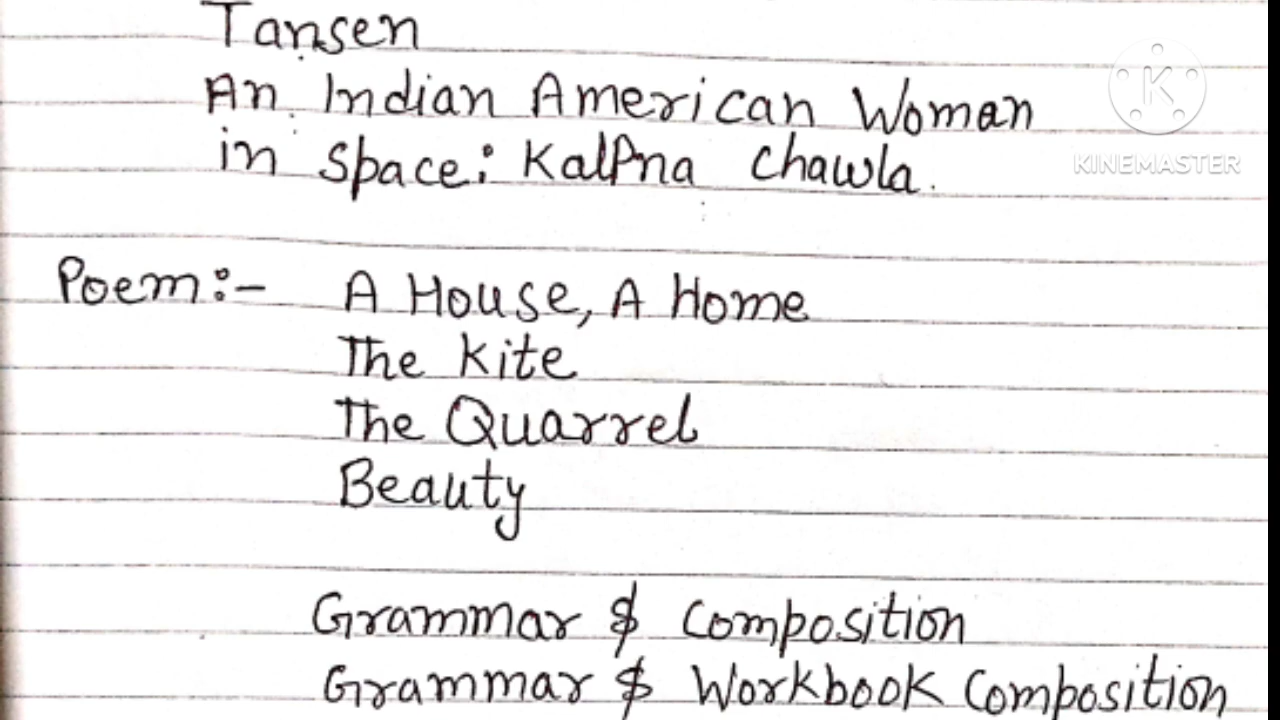 Tansen
An Indian American Woman
in space: Kalpna Chawla.
Poem:- A House, A Home
The Kite
The Quarrel
Beauty
Grammar & Composition
Grammar & Workbook Composition
K
KINEMASTER